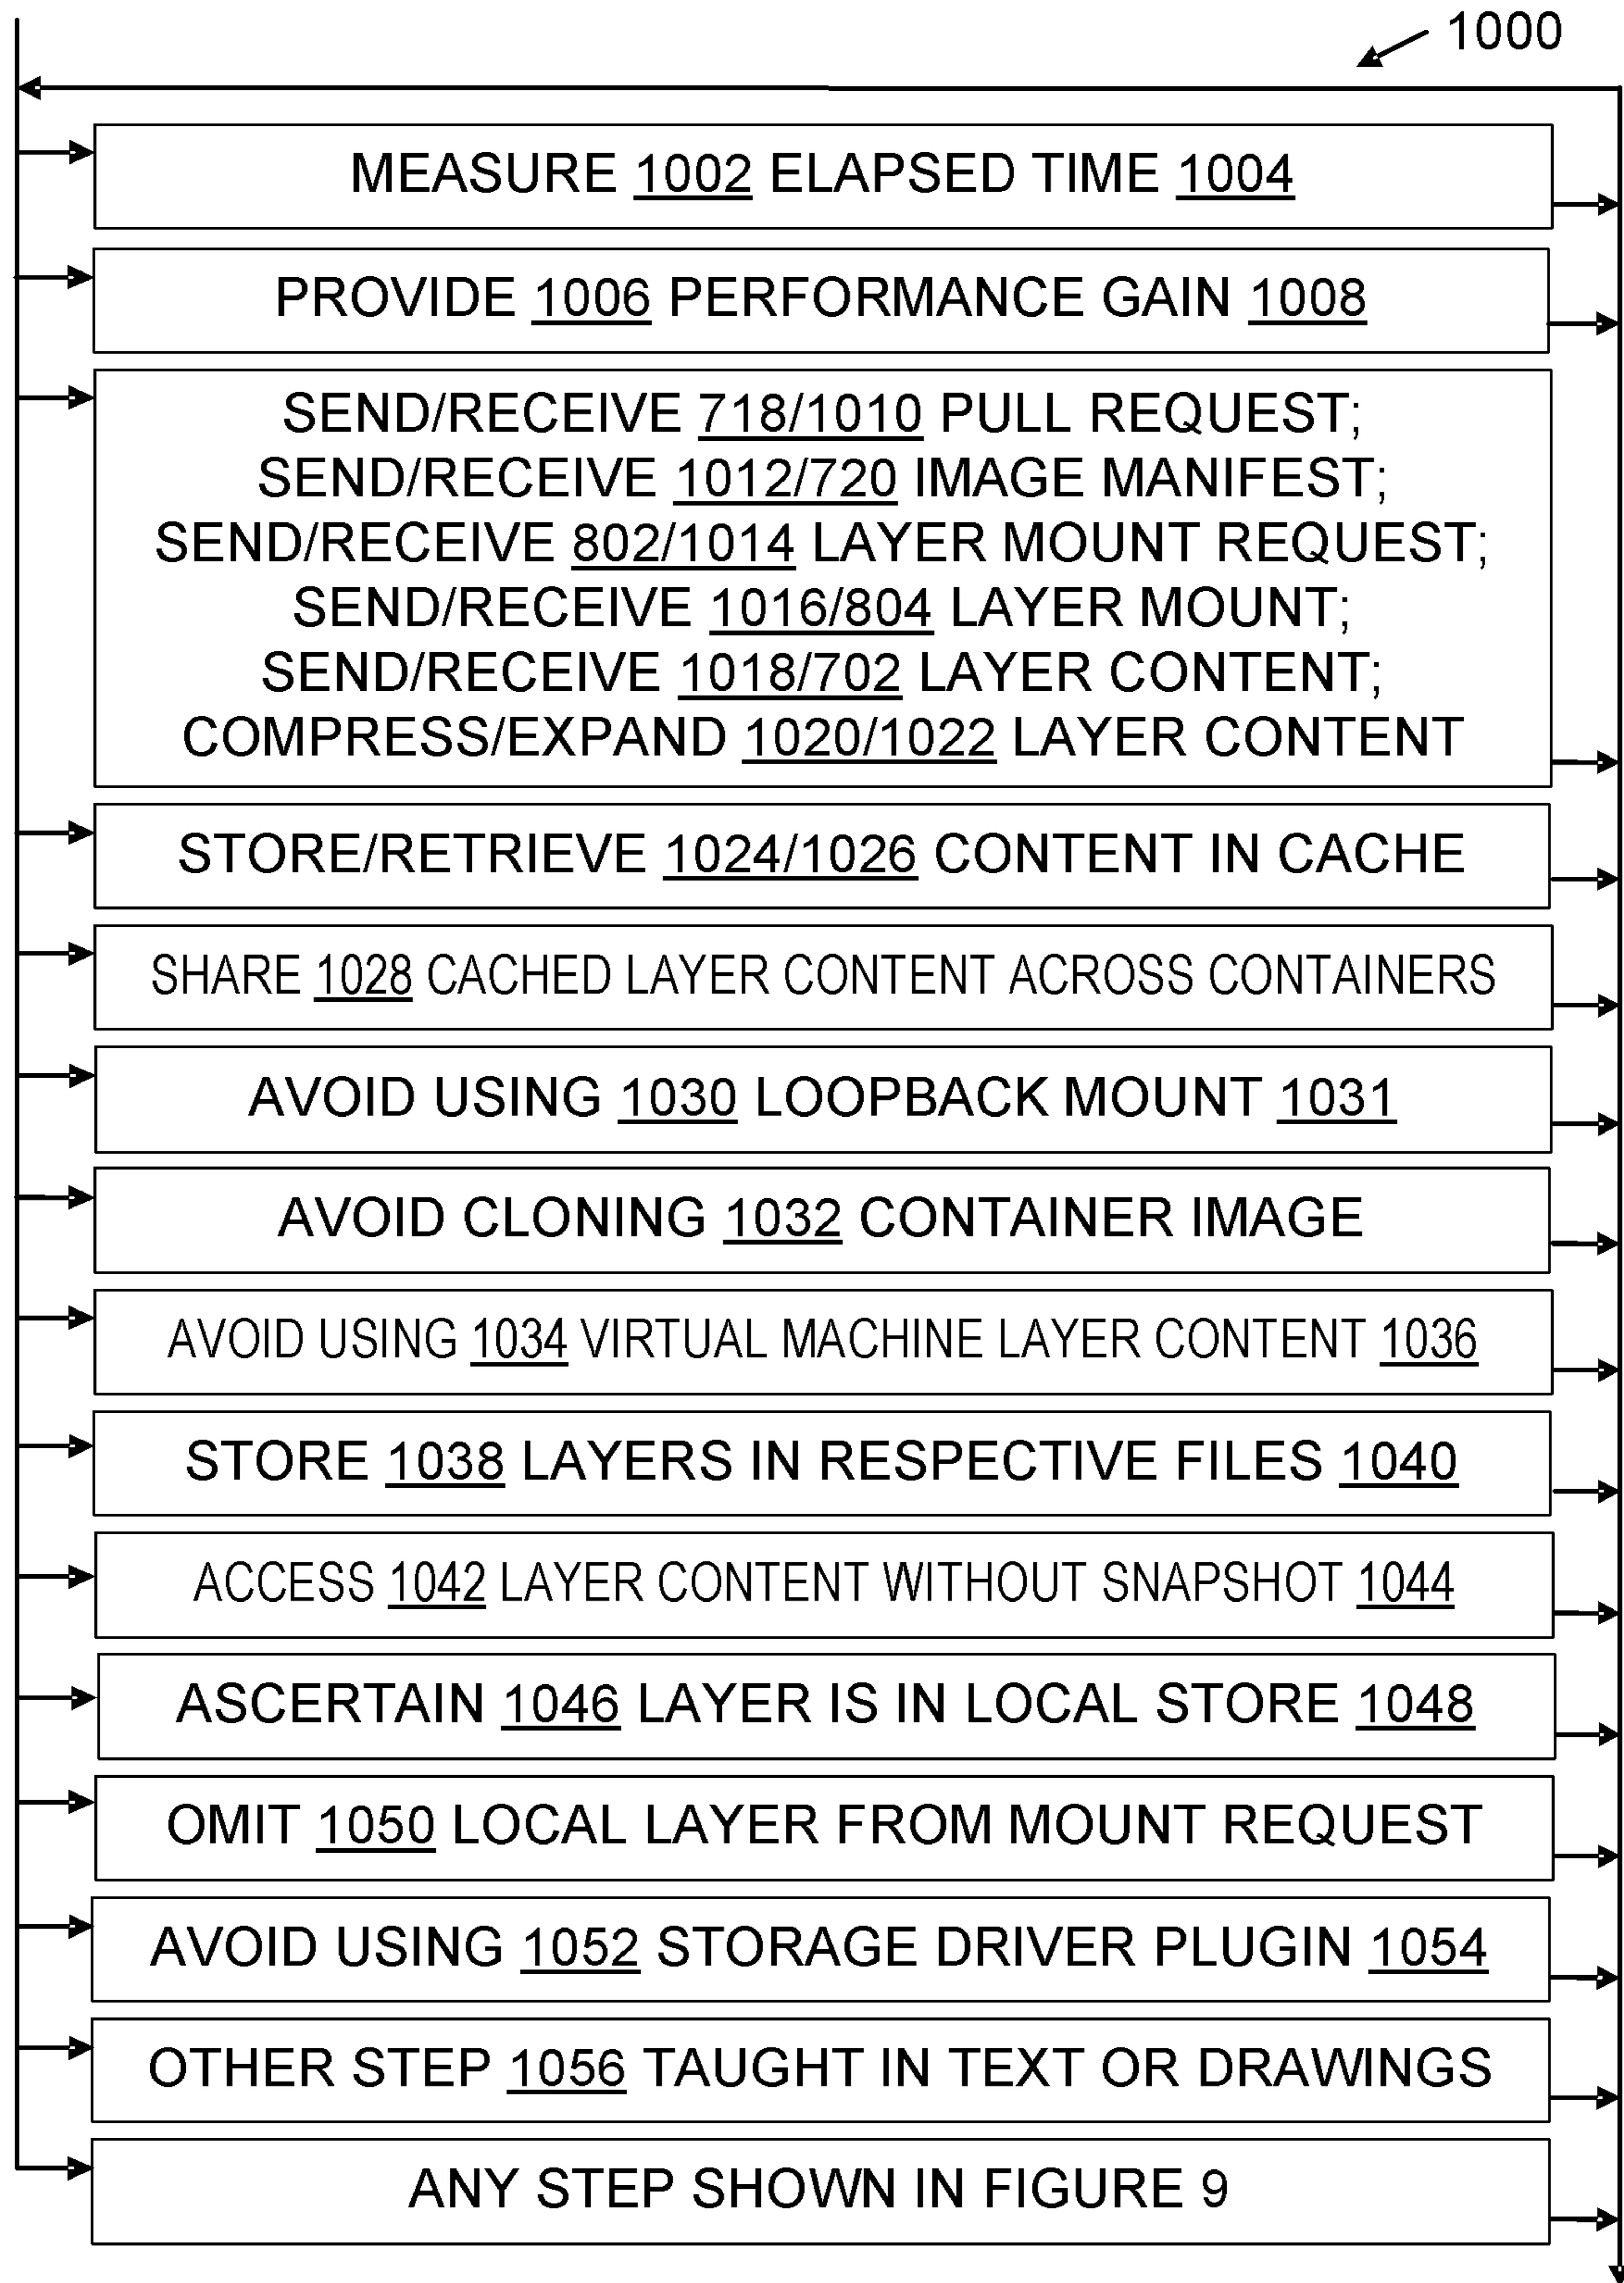 1000
MEASURE 1002 ELAPSED TIME 1004
PROVIDE 1006 PERFORMANCE GAIN 1008
SEND/RECEIVE 718/1010 PULL REQUEST;
SEND/RECEIVE 1012/720 IMAGE MANIFEST;
SEND/RECEIVE 802/1014 LAYER MOUNT REQUEST;
SEND/RECEIVE 1016/804 LAYER MOUNT;
SEND/RECEIVE 1018/702 LAYER CONTENT;
COMPRESS/EXPAND 1020/1022 LAYER CONTENT
STORE/RETRIEVE 1024/1026 CONTENT IN CACHE
SHARE 1028 CACHED LAYER CONTENT ACROSS CONTAINERS
AVOID USING 1030 LOOPBACK MOUNT 1031
AVOID CLONING 1032 CONTAINER IMAGE
AVOID USING 1034 VIRTUAL MACHINE LAYER CONTENT 1036
STORE 1038 LAYERS IN RESPECTIVE FILES 1040
ACCESS 1042 LAYER CONTENT WITHOUT SNAPSHOT 1044
ASCERTAIN 1046 LAYER IS IN LOCAL STORE 1048
OMIT 1050 LOCAL LAYER FROM MOUNT REQUEST
AVOID USING 1052 STORAGE DRIVER PLUGIN 1054
OTHER STEP 1056 TAUGHT IN TEXT OR DRAWINGS
ANY STEP SHOWN IN FIGURE 9